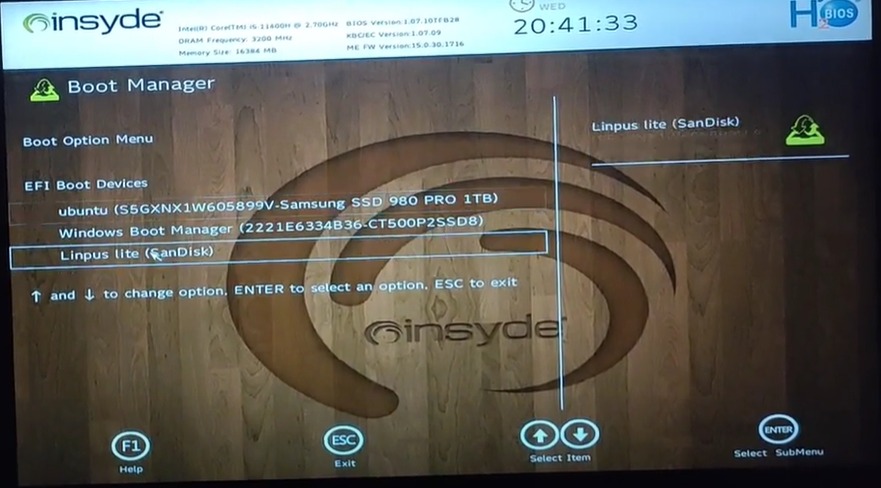 insyde
Intel(R) Core(TM) i5-11400H @ 2.70GHz
DRAM Frequency: 3200 MHz
Memory Size: 16384 MB
BIOS Version:1.07.10TFB28
KBC/EC Version:1.07.09
ME FW Version:15.0.30.1716
WED
20:41:33
H2O
BIOS
Boot Manager
Boot Option Menu
EFI Boot Devices
ubuntu (S5GXNX1W605899V-Samsung SSD 980 PRO 1TB)
Windows Boot Manager (2221E6334B36-CT500P2SSD8)
Linpus lite (SanDisk)
↑ and ↓ to change option, ENTER to select an option, ESC to exit
Linpus lite (SanDisk)
insyde
F1
Help
ESC
Exit
Select Item
ENTER
Select SubMenu